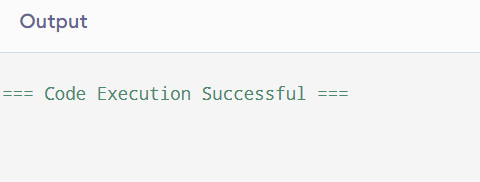 Output
=== Code Execution Successful ===